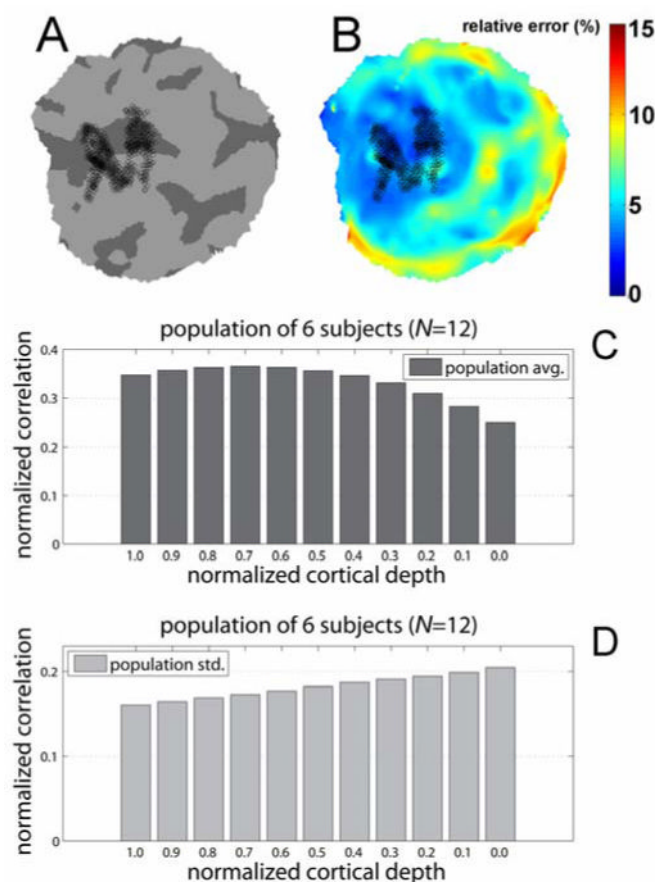 A
B
relative error (%)
15
10
5
0
population of 6 subjects (N=12)
C
0.4
0.3
0.2
0.1
0
population avg.
normalized correlation
1.0 0.9 0.8 0.7 0.6 0.5 0.4 0.3 0.2 0.1 0.0
normalized cortical depth
population of 6 subjects (N=12)
D
0.2
0.1
0
population std.
normalized correlation
1.0 0.9 0.8 0.7 0.6 0.5 0.4 0.3 0.2 0.1 0.0
normalized cortical depth